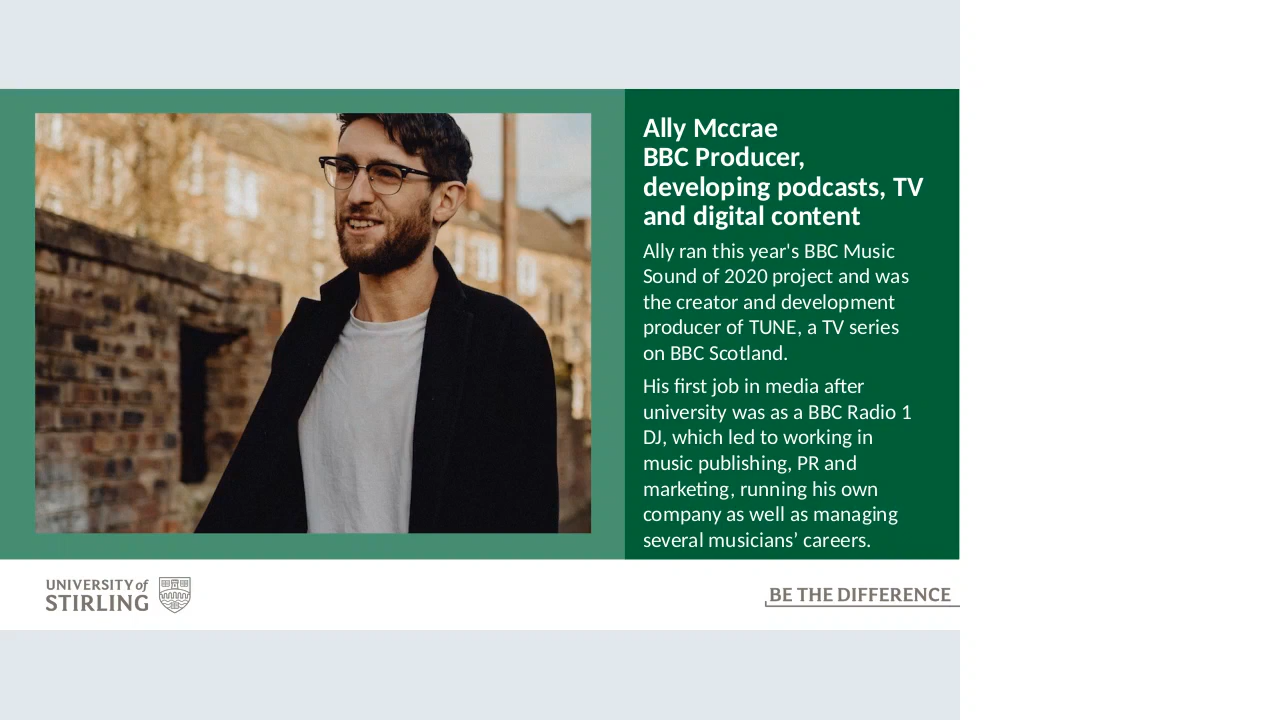 Ally Mccrae
BBC Producer,
developing podcasts, TV
and digital content
Ally ran this year's BBC Music
Sound of 2020 project and was
the creator and development
producer of TUNE, a TV series
on BBC Scotland.
His first job in media after
university was as a BBC Radio 1
DJ, which led to working in
music publishing, PR and
marketing, running his own
company as well as managing
several musicians’ careers.
UNIVERSITY of
STIRLING
BE THE DIFFERENCE